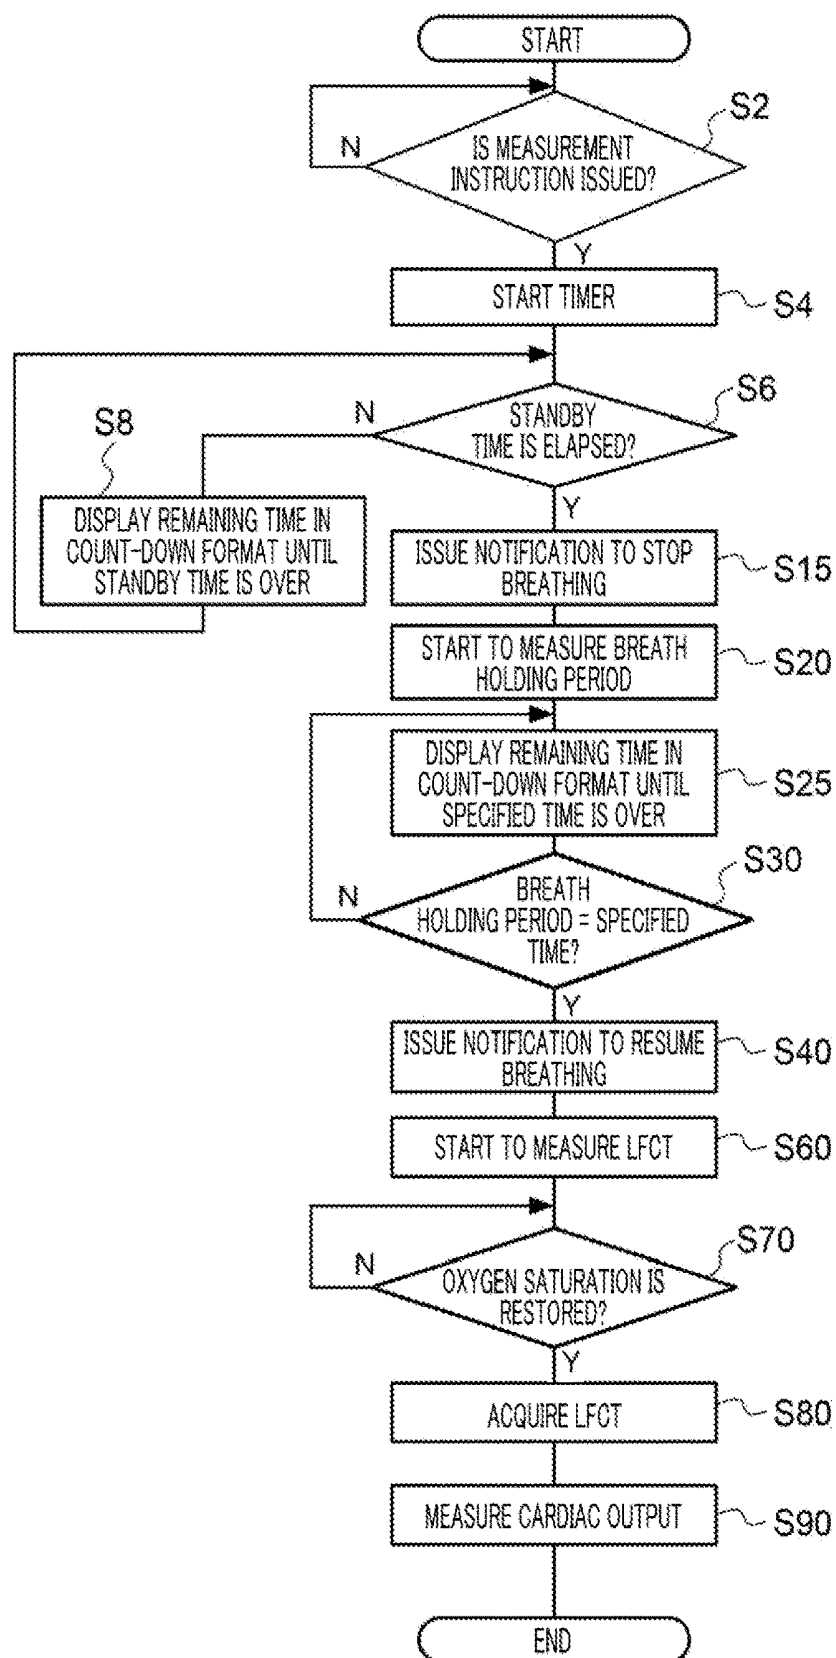 START
S2
N
IS MEASUREMENT
INSTRUCTION ISSUED?
Y
START TIMER
S4
S6
N
STANDBY
TIME IS ELAPSED?
S8
Y
DISPLAY REMAINING TIME IN
COUNT-DOWN FORMAT UNTIL
STANDBY TIME IS OVER
ISSUE NOTIFICATION TO STOP
BREATHING
S15
START TO MEASURE BREATH
HOLDING PERIOD
S20
DISPLAY REMAINING TIME IN
COUNT-DOWN FORMAT UNTIL
SPECIFIED TIME IS OVER
S25
S30
N
BREATH
HOLDING PERIOD = SPECIFIED
TIME?
Y
ISSUE NOTIFICATION TO RESUME
BREATHING
S40
START TO MEASURE LFCT
S60
S70
N
OXYGEN SATURATION IS
RESTORED?
Y
ACQUIRE LFCT
S80
MEASURE CARDIAC OUTPUT
S90
END